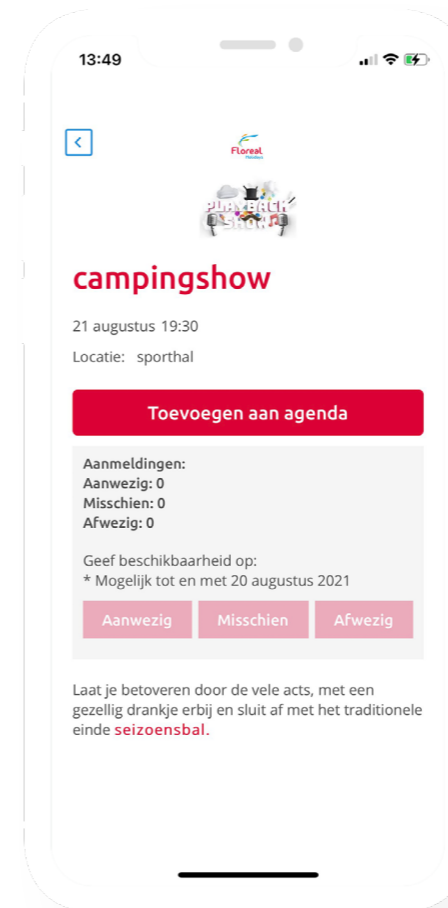 13:49
Floreal
Holidays
PLAYBACK
SHOW
campingshow
21 augustus 19:30
Locatie: sporthal
Toevoegen aan agenda
Aanmeldingen:
Aanwezig: 0
Misschien: 0
Afwezig: 0
Geef beschikbaarheid op:
* Mogelijk tot en met 20 augustus 2021
Aanwezig Misschien Afwezig
Laat je betoveren door de vele acts, met een
gezellig drankje erbij en sluit af met het traditionele
einde seizoensbal.